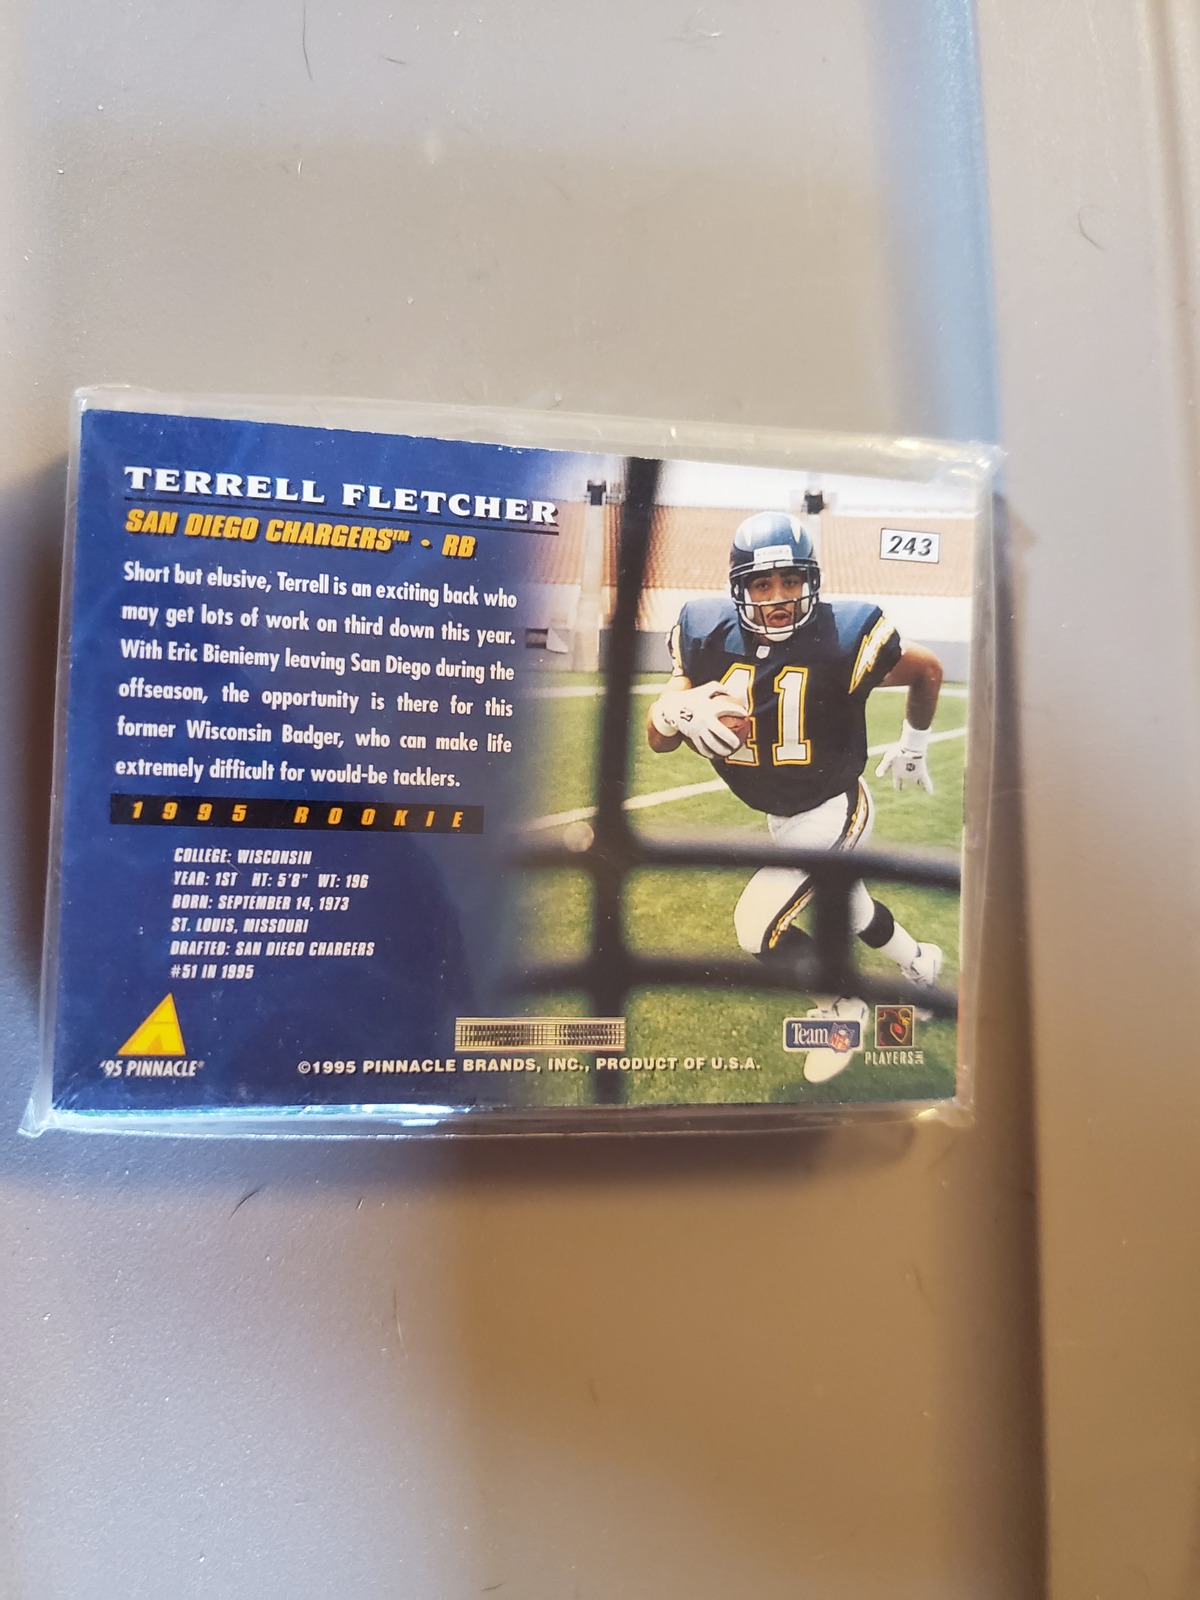 TERRELL FLETCHER
SAN DIEGO CHARGERS™ • RB
243
Short but elusive, Terrell is an exciting back who
may get lots of work on third down this year.
With Eric Bieniemy leaving San Diego during the
offseason, the opportunity is there for this
former Wisconsin Badger, who can make life
extremely difficult for would-be tacklers.
1995 ROOKIE
COLLEGE: WISCONSIN
YEAR: 1ST HT: 5'8" WT: 196
BORN: SEPTEMBER 14, 1973
ST. LOUIS, MISSOURI
DRAFTED: SAN DIEGO CHARGERS
#51 IN 1995
41
'95 PINNACLE®
©1995 PINNACLE BRANDS, INC., PRODUCT OF U.S.A.
Team NFL
PLAYERS INC